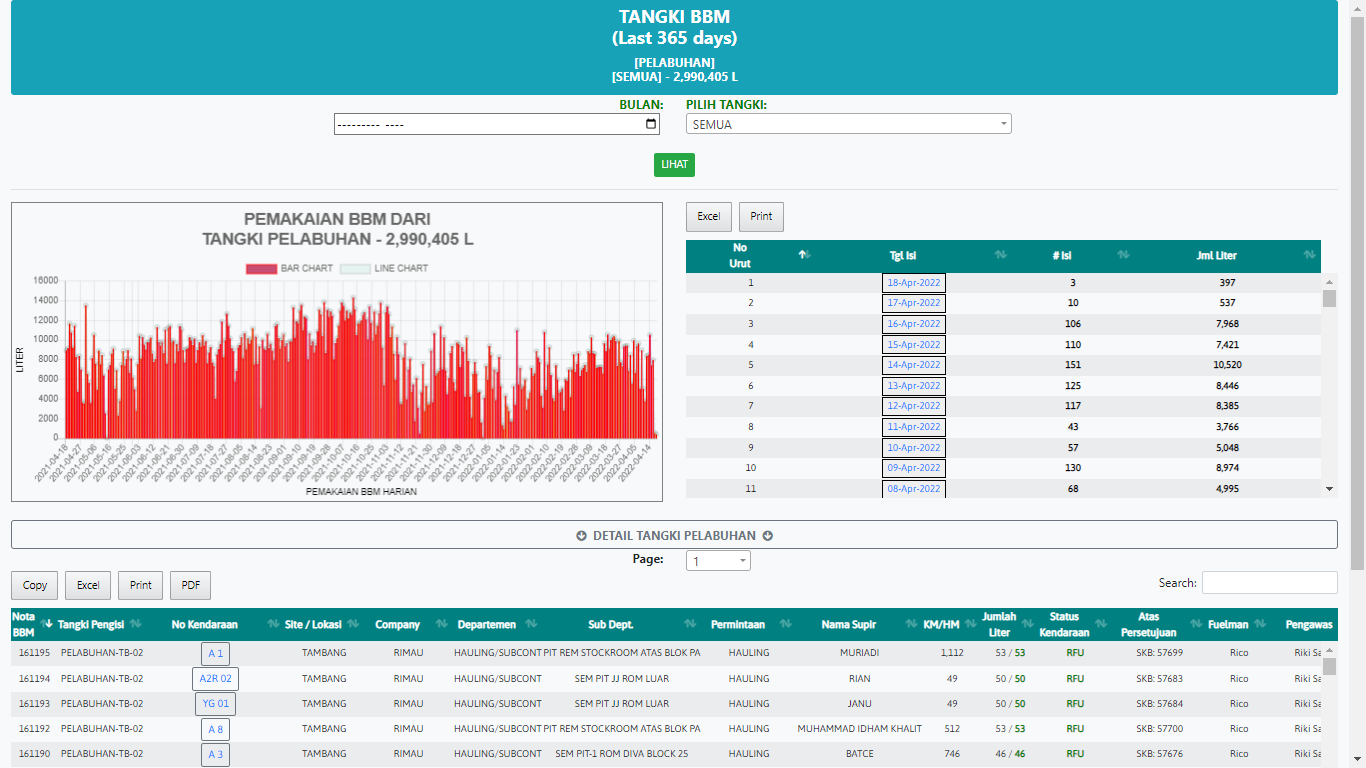 TANGKI BBM
(Last 365 days)
[PELABUHAN]
[SEMUA] - 2,990,405 L
BULAN: PILIH TANGKI:
--------- ---- SEMUA
LIHAT
PEMAKAIAN BBM DARI
TANGKI PELABUHAN - 2,990,405 L
BAR CHART LINE CHART
LITER
16000
14000
12000
10000
8000
6000
4000
2000
0
2021-04-18 2021-04-27 2021-05-06 2021-05-16 2021-05-25 2021-06-03 2021-06-12 2021-06-21 2021-06-30 2021-07-09 2021-07-18 2021-07-27 2021-08-05 2021-08-14 2021-08-23 2021-09-01 2021-09-10 2021-09-19 2021-09-28 2021-10-07 2021-10-16 2021-10-25 2021-11-03 2021-11-12 2021-11-21 2021-11-30 2021-12-09 2021-12-18 2021-12-27 2022-01-05 2022-01-14 2022-01-23 2022-02-01 2022-02-10 2022-02-19 2022-02-28 2022-03-09 2022-03-18 2022-03-27 2022-04-05 2022-04-14
PEMAKAIAN BBM HARIAN
Excel Print
No Urut Tgl Isi # Isi Jml Liter
1 18-Apr-2022 3 397
2 17-Apr-2022 10 537
3 16-Apr-2022 106 7,968
4 15-Apr-2022 110 7,421
5 14-Apr-2022 151 10,520
6 13-Apr-2022 125 8,446
7 12-Apr-2022 117 8,385
8 11-Apr-2022 43 3,766
9 10-Apr-2022 57 5,048
10 09-Apr-2022 130 8,974
11 08-Apr-2022 68 4,995
DETAIL TANGKI PELABUHAN
Page: 1
Copy Excel Print PDF Search:
Nota BBM Tangki Pengisi No Kendaraan Site / Lokasi Company Departemen Sub Dept. Permintaan Nama Supir KM/HM Jumlah Liter Status Kendaraan Atas Persetujuan Fuelman Pengawas
161195 PELABUHAN-TB-02 A 1 TAMBANG RIMAU HAULING/SUBCONT PIT REM STOCKROOM ATAS BLOK PA HAULING MURIADI 1,112 53 / 53 RFU SKB: 57699 Rico Riki Sa
161194 PELABUHAN-TB-02 A2R 02 TAMBANG RIMAU HAULING/SUBCONT SEM PIT JJ ROM LUAR HAULING RIAN 49 50 / 50 RFU SKB: 57683 Rico Riki Sa
161193 PELABUHAN-TB-02 YG 01 TAMBANG RIMAU HAULING/SUBCONT SEM PIT JJ ROM LUAR HAULING JANU 49 50 / 50 RFU SKB: 57684 Rico Riki Sa
161192 PELABUHAN-TB-02 A 8 TAMBANG RIMAU HAULING/SUBCONT PIT REM STOCKROOM ATAS BLOK PA HAULING MUHAMMAD IDHAM KHALIT 512 53 / 53 RFU SKB: 57700 Rico Riki Sa
161190 PELABUHAN-TB-02 A 3 TAMBANG RIMAU HAULING/SUBCONT SEM PIT-1 ROM DIVA BLOCK 25 HAULING BATCE 746 46 / 46 RFU SKB: 57676 Rico Riki Sa